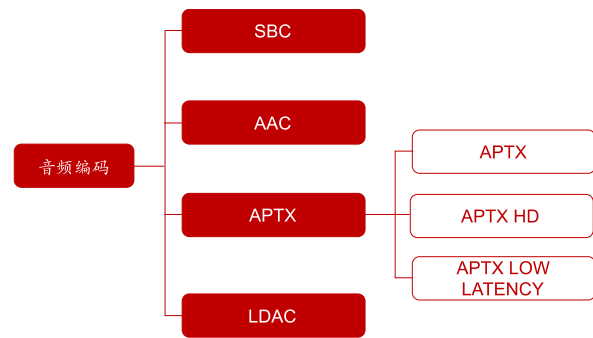 SBC
AAC
音频编码
APTX
LDAC
APTX
APTX HD
APTX LOW
LATENCY